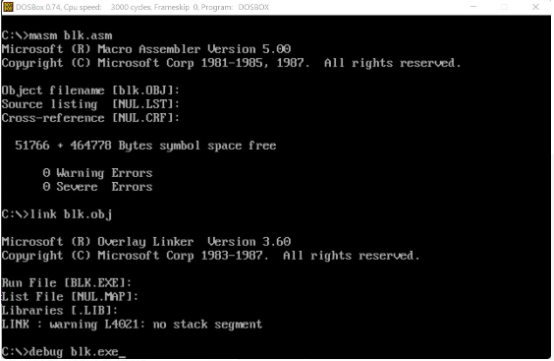 DOSBox 0.74, Cpu speed: 3000 cycles, Frameskip 0, Program: DOSBOX
C:\>masm blk.asm
Microsoft (R) Macro Assembler Version 5.00
Copyright (C) Microsoft Corp 1981-1985, 1987. All rights reserved.
Object filename [blk.OBJ]:
Source listing [NUL.LST]:
Cross-reference [NUL.CRF]:
51766 + 464778 Bytes symbol space free
0 Warning Errors
0 Severe Errors
C:\>link blk.obj
Microsoft (R) Overlay Linker Version 3.60
Copyright (C) Microsoft Corp 1983-1987. All rights reserved.
Run File [BLK.EXE]:
List File [NUL.MAP]:
Libraries [.LIB]:
LINK : warning L4021: no stack segment
C:\>debug blk.exe_